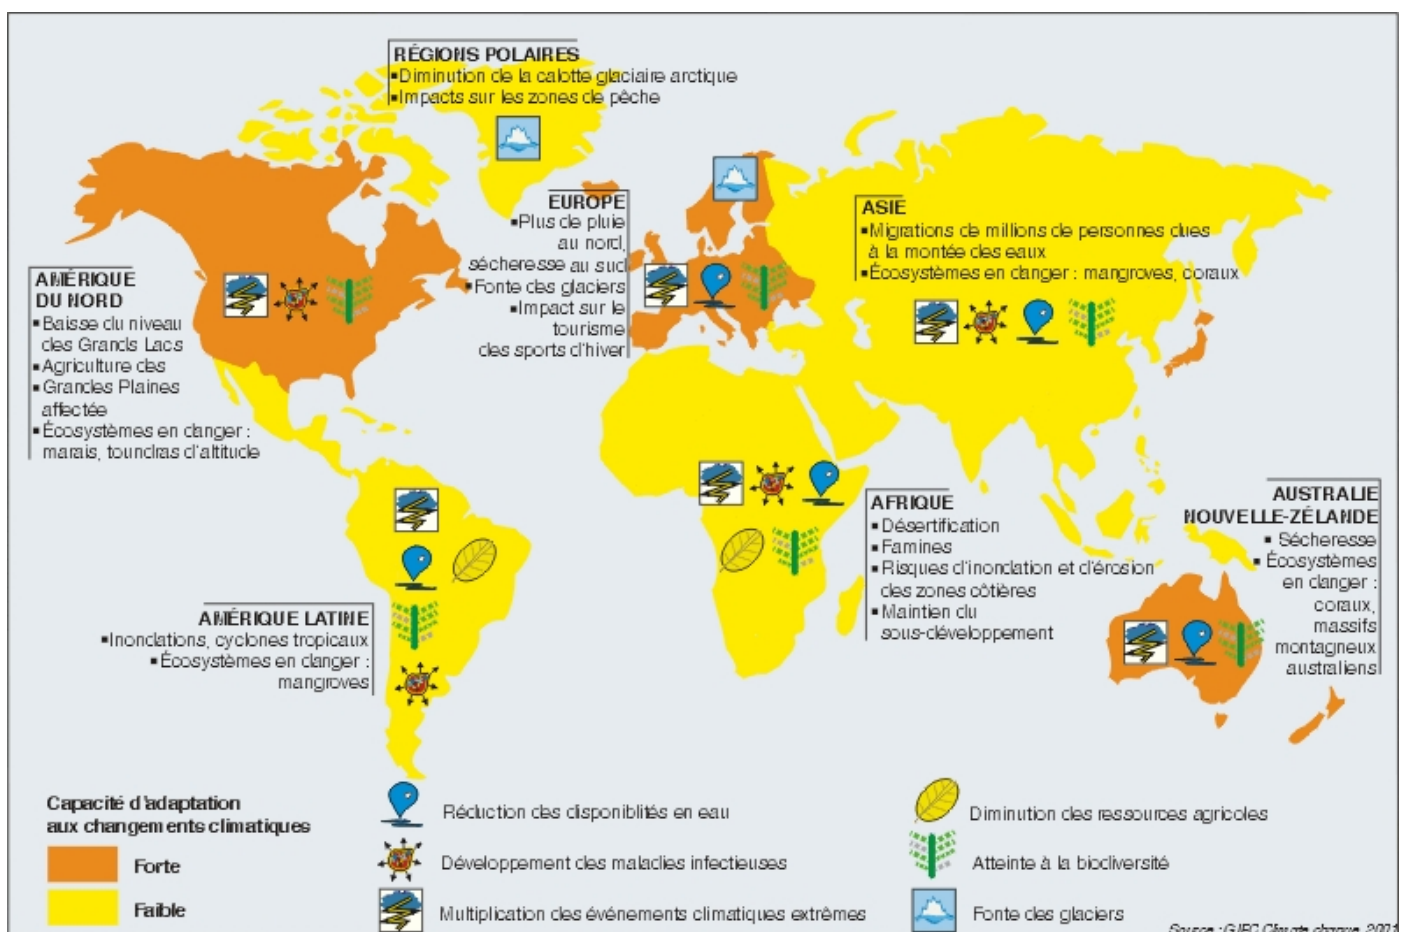 RÉGIONS POLAIRES
▪Diminution de la calotte glaciaire arctique
▪Impacts sur les zones de pêche
EUROPE
▪Plus de pluie
au nord,
sécheresse au sud
▪Fonte des glaciers
▪Impact sur le
tourisme
des sports d'hiver
ASIE
▪Migrations de millions de personnes dues
à la montée des eaux
▪Écosystèmes en danger : mangroves, coraux
AMÉRIQUE
DU NORD
▪Baisse du niveau
des Grands Lacs
▪Agriculture des
▪Grandes Plaines
affectée
▪Écosystèmes en danger :
marais, toundras d'altitude
AFRIQUE
▪Désertification
▪Famines
▪Risques d'inondation et d'érosion
des zones côtières
▪Maintien du
sous-développement
AUSTRALIE
NOUVELLE-ZÉLANDE
▪Sécheresse
▪Écosystèmes
en danger :
coraux,
massifs
montagneux
australiens
AMÉRIQUE LATINE
▪Inondations, cyclones tropicaux
▪Écosystèmes en danger :
mangroves
Capacité d'adaptation
aux changements climatiques
Forte
Faible
Réduction des disponiblités en eau
Développement des maladies infectieuses
Multiplication des événements climatiques extrêmes
Diminution des ressources agricoles
Atteinte à la biodiversité
Fonte des glaciers
Source : GIEC Climate change, 2001